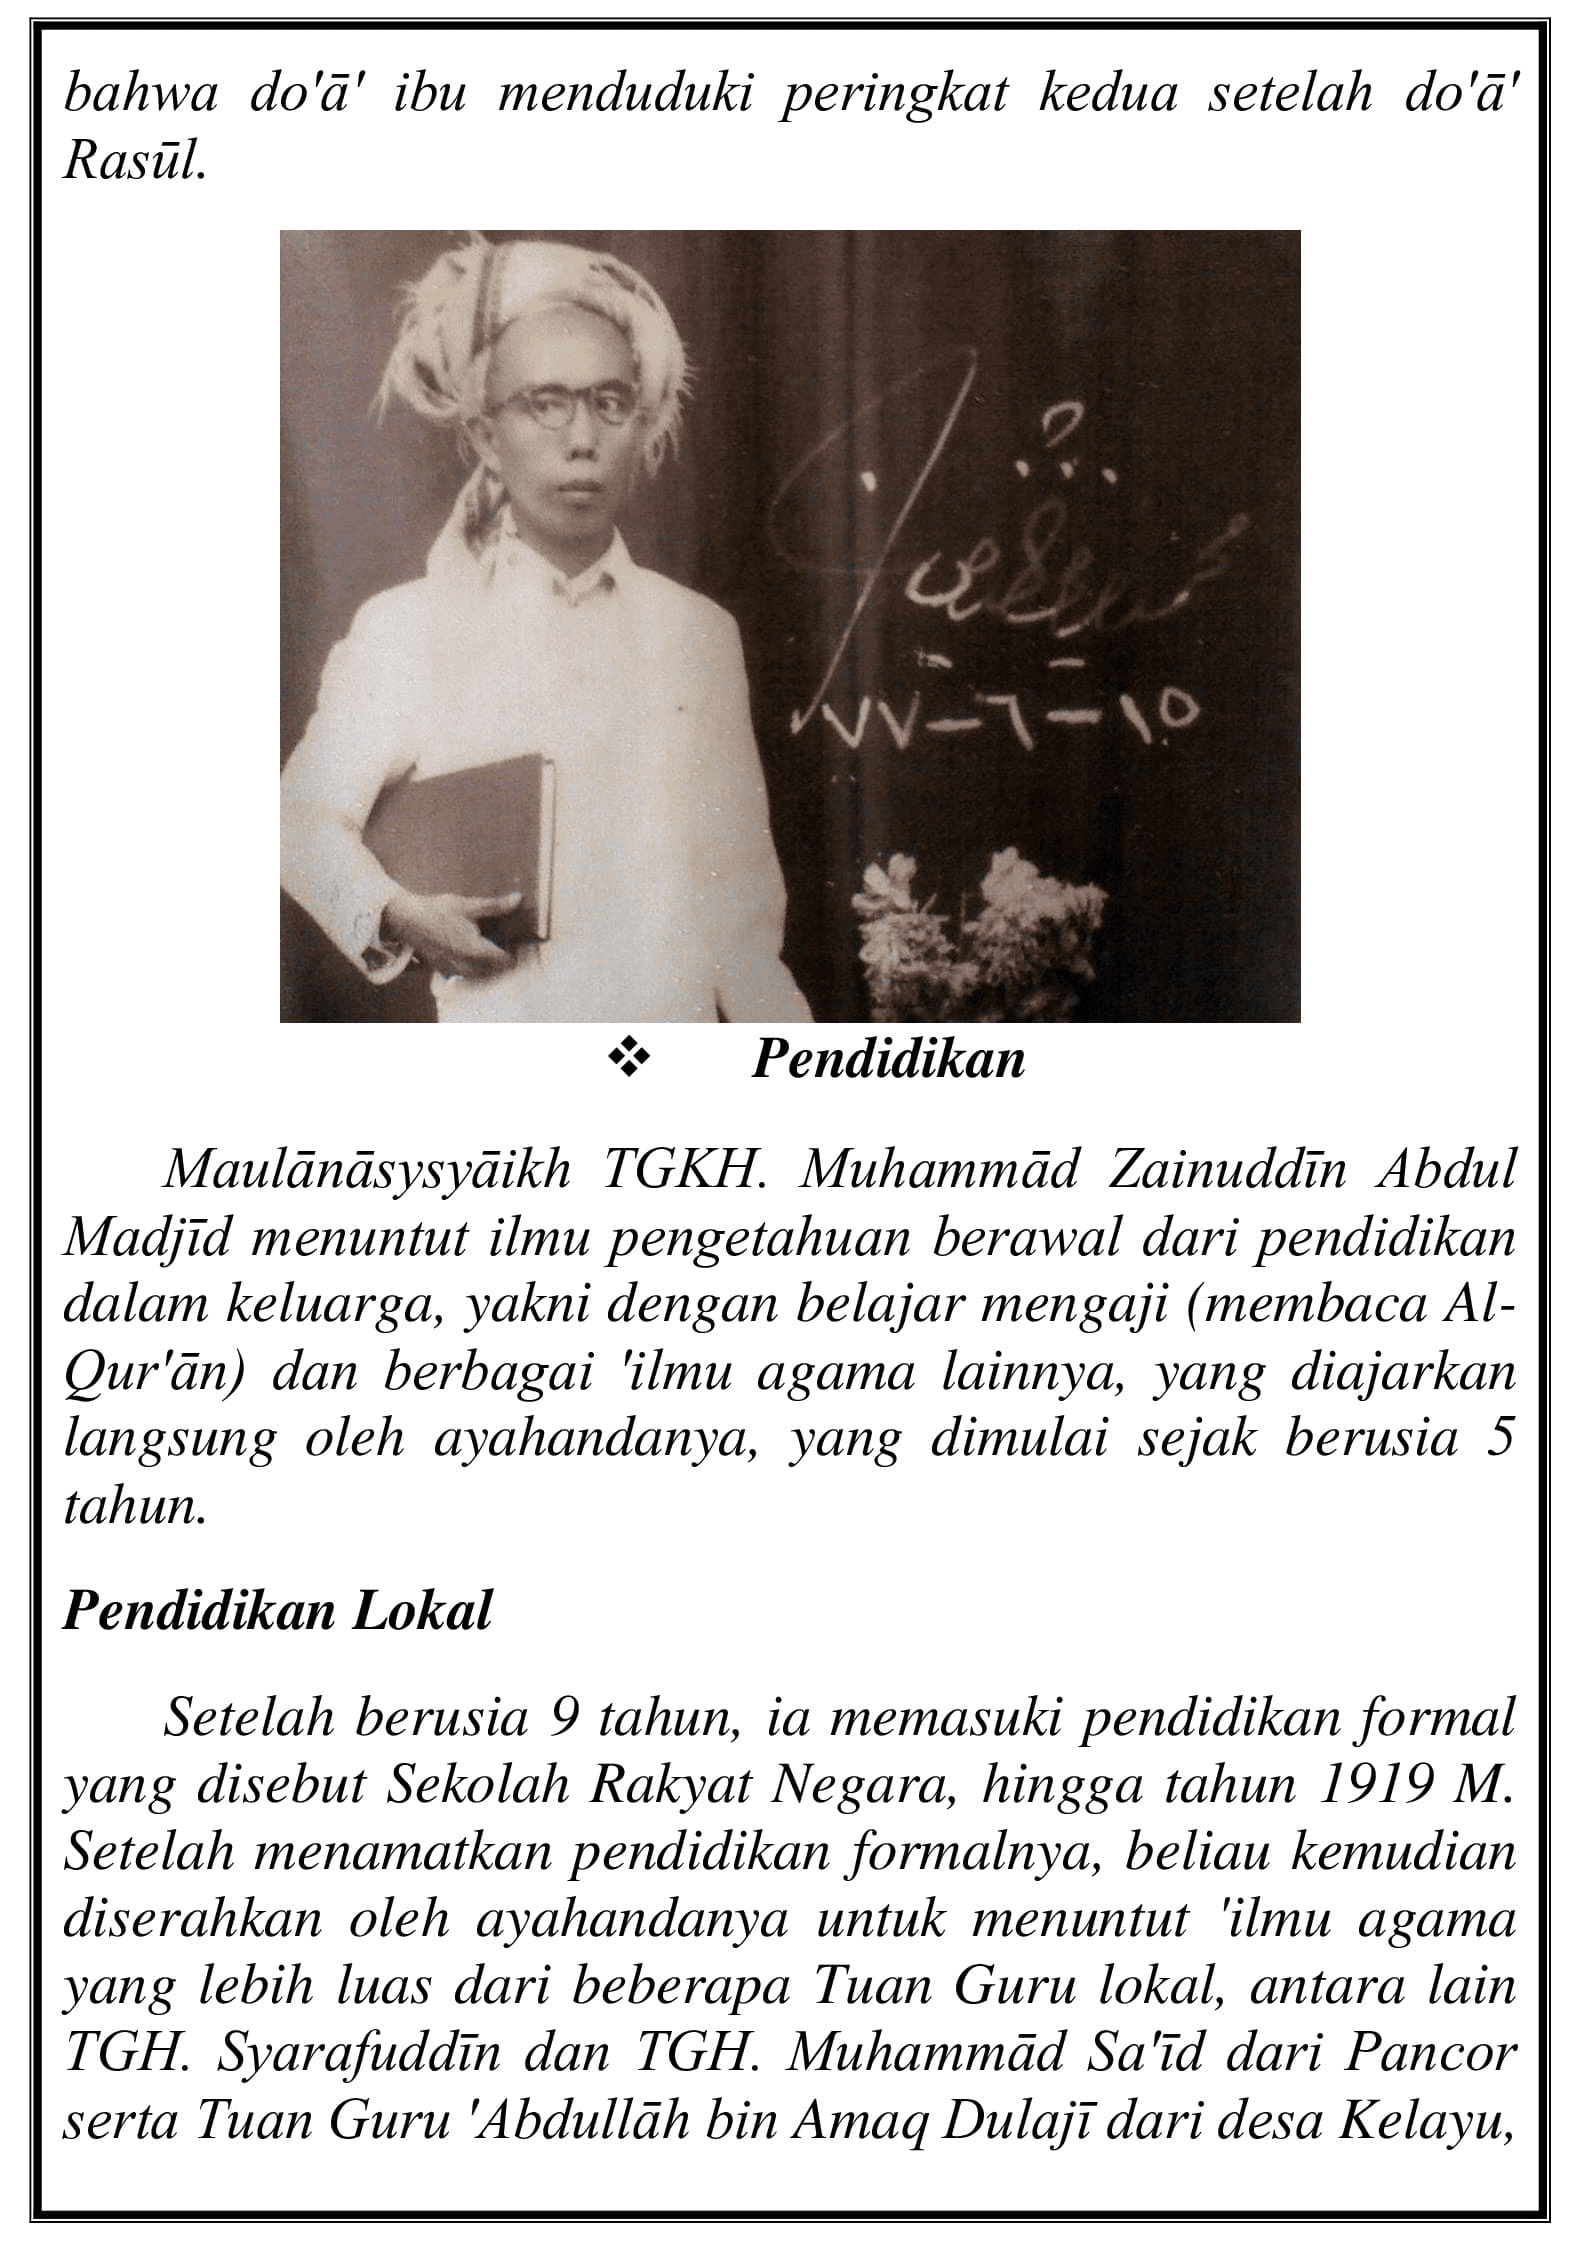 bahwa do'ā' ibu menduduki peringkat kedua setelah do'ā'
Rasūl.
١٥ – ٦ – ٧٧
❖ Pendidikan
Maulānāsysyāikh TGKH. Muhammād Zainuddīn Abdul
Madjīd menuntut ilmu pengetahuan berawal dari pendidikan
dalam keluarga, yakni dengan belajar mengaji (membaca Al-
Qur'ān) dan berbagai 'ilmu agama lainnya, yang diajarkan
langsung oleh ayahandanya, yang dimulai sejak berusia 5
tahun.
Pendidikan Lokal
Setelah berusia 9 tahun, ia memasuki pendidikan formal
yang disebut Sekolah Rakyat Negara, hingga tahun 1919 M.
Setelah menamatkan pendidikan formalnya, beliau kemudian
diserahkan oleh ayahandanya untuk menuntut 'ilmu agama
yang lebih luas dari beberapa Tuan Guru lokal, antara lain
TGH. Syarafuddīn dan TGH. Muhammād Sa'īd dari Pancor
serta Tuan Guru 'Abdullāh bin Amaq Dulajī dari desa Kelayu,